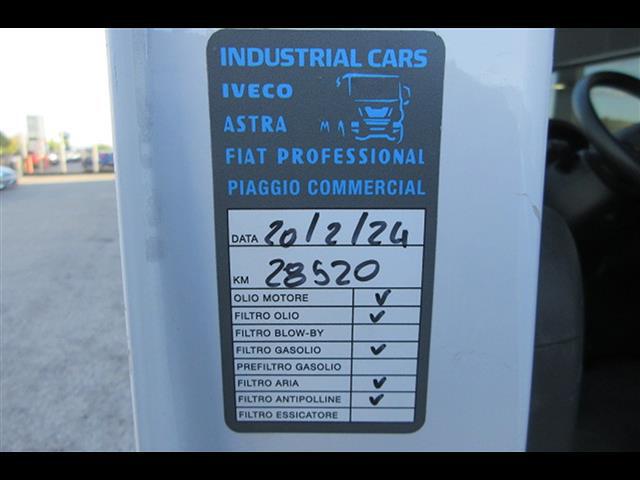 INDUSTRIAL CARS
IVECO
ASTRA
FIAT PROFESSIONAL
PIAGGIO COMMERCIAL
DATA 20/2/24
KM 28520
OLIO MOTORE ✓
FILTRO OLIO ✓
FILTRO BLOW-BY
FILTRO GASOLIO ✓
PREFILTRO GASOLIO
FILTRO ARIA ✓
FILTRO ANTIPOLLINE ✓
FILTRO ESSICATORE